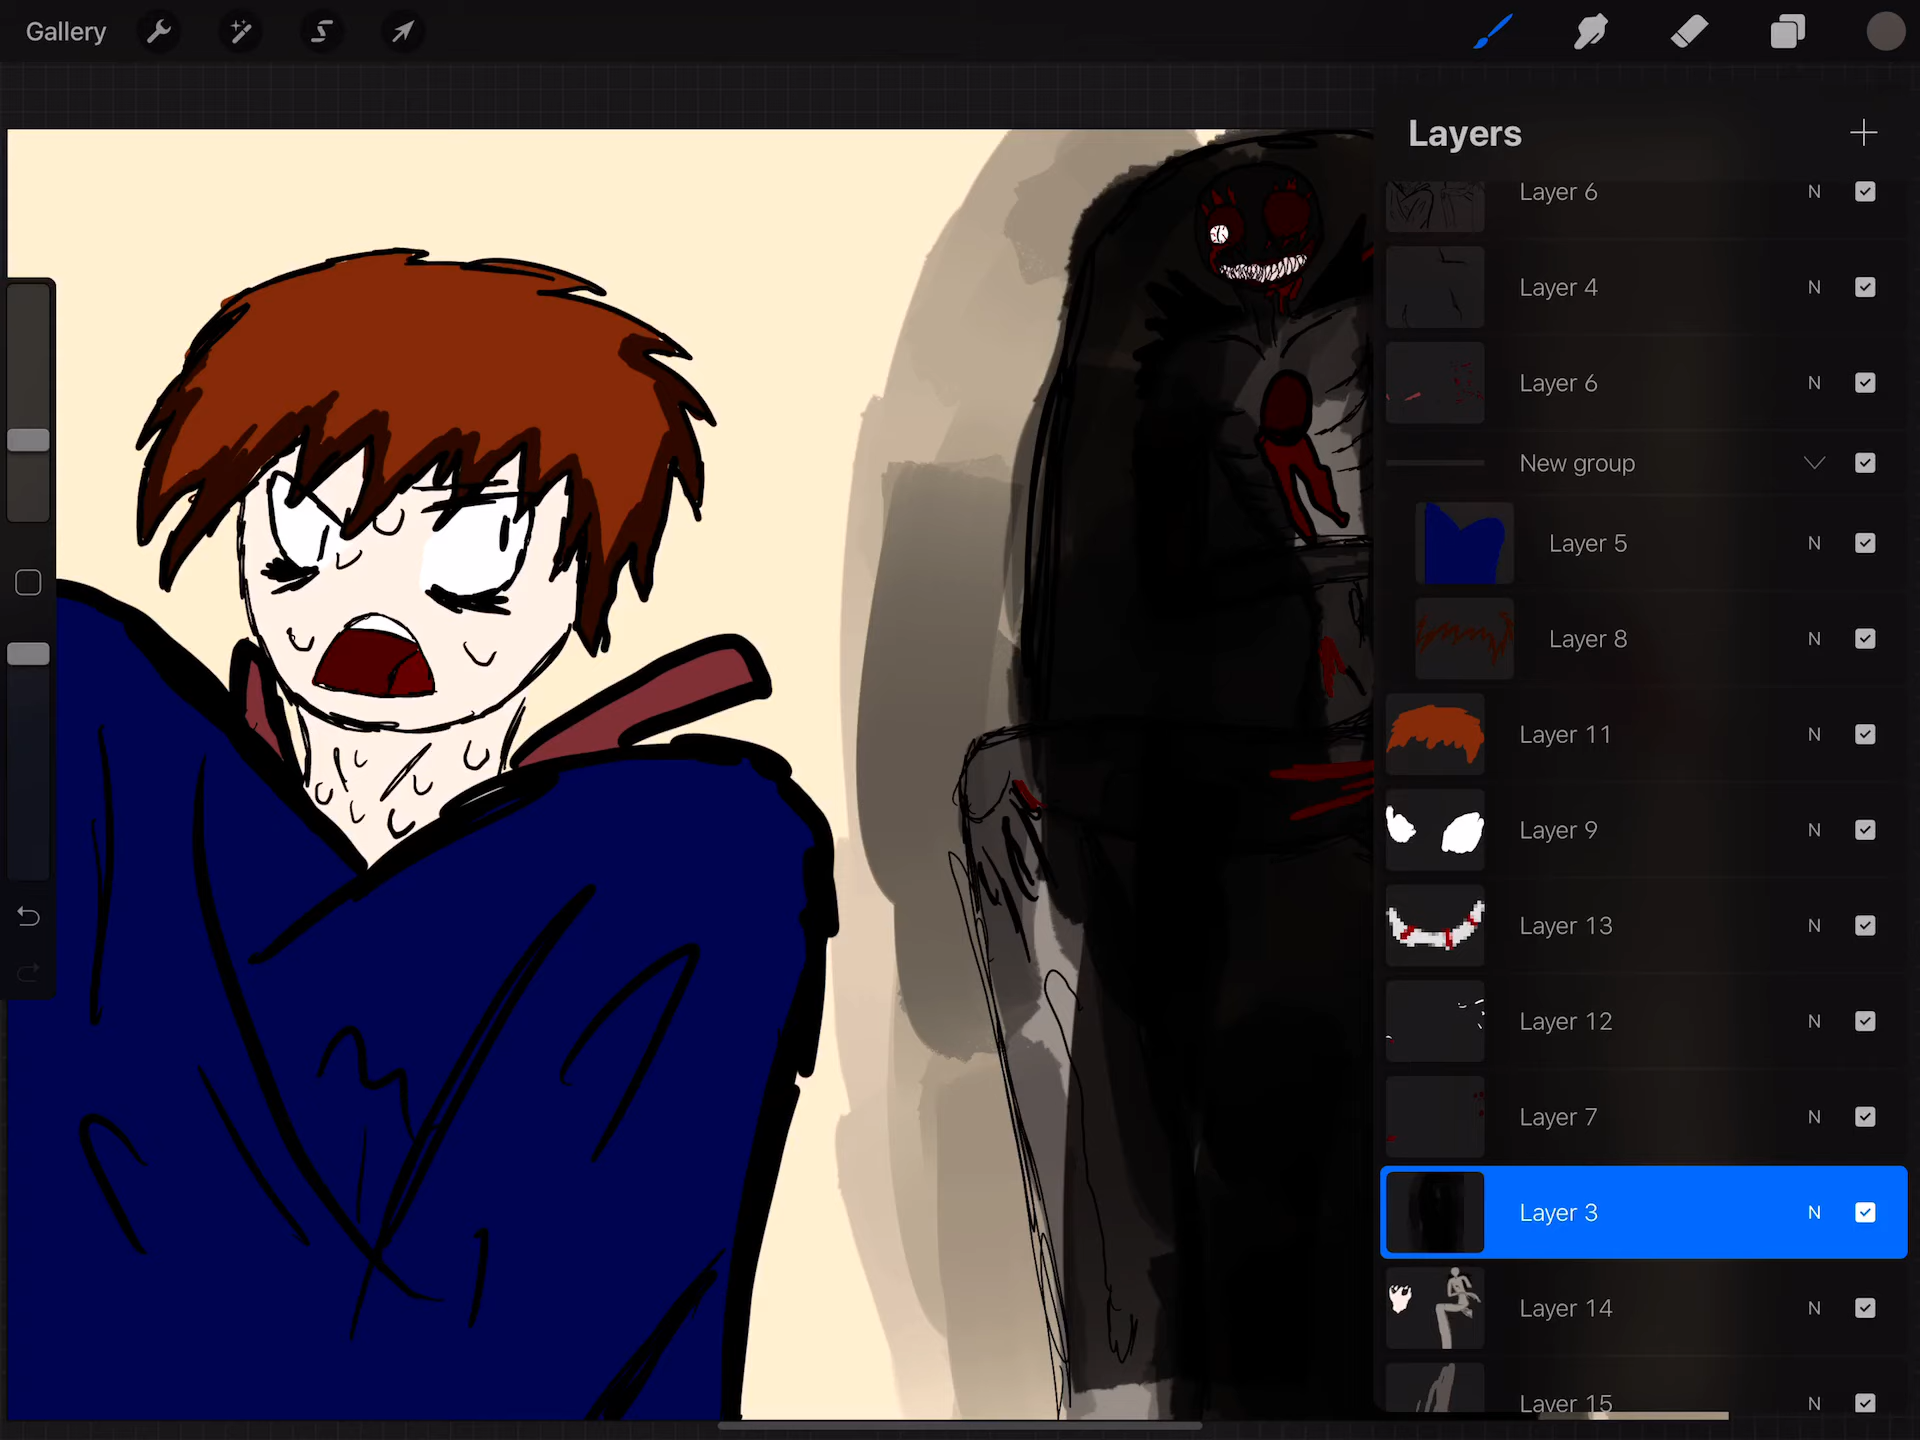 Gallery
Layers
Layer 6 N
Layer 4 N
Layer 6 N
New group
Layer 5 N
Layer 8 N
Layer 11 N
Layer 9 N
Layer 13 N
Layer 12 N
Layer 7 N
Layer 3 N
Layer 14 N
Layer 15 N